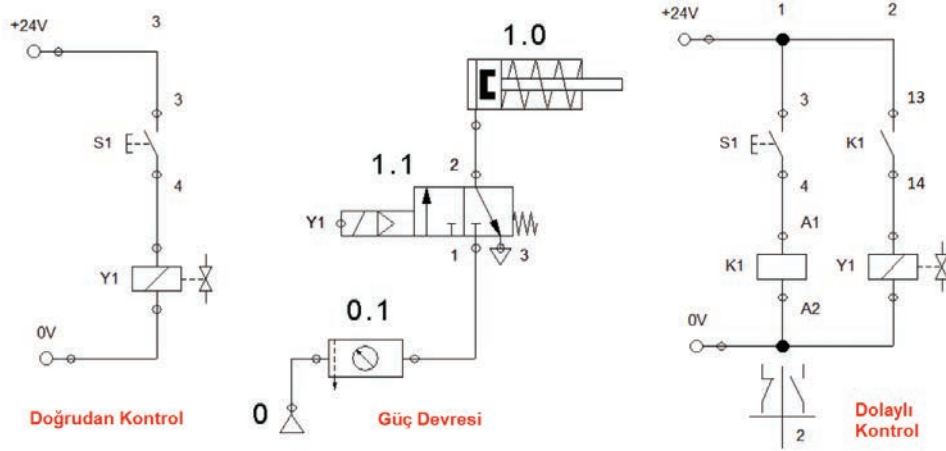 +24V
3
3
S1
4
Y1
0V
Doğrudan Kontrol
1.0
2
1.1
Y1
1
3
0.1
0
Güç Devresi
+24V
1
2
3
13
S1
K1
4
14
A1
K1
Y1
A2
0V
2
Dolaylı
Kontrol